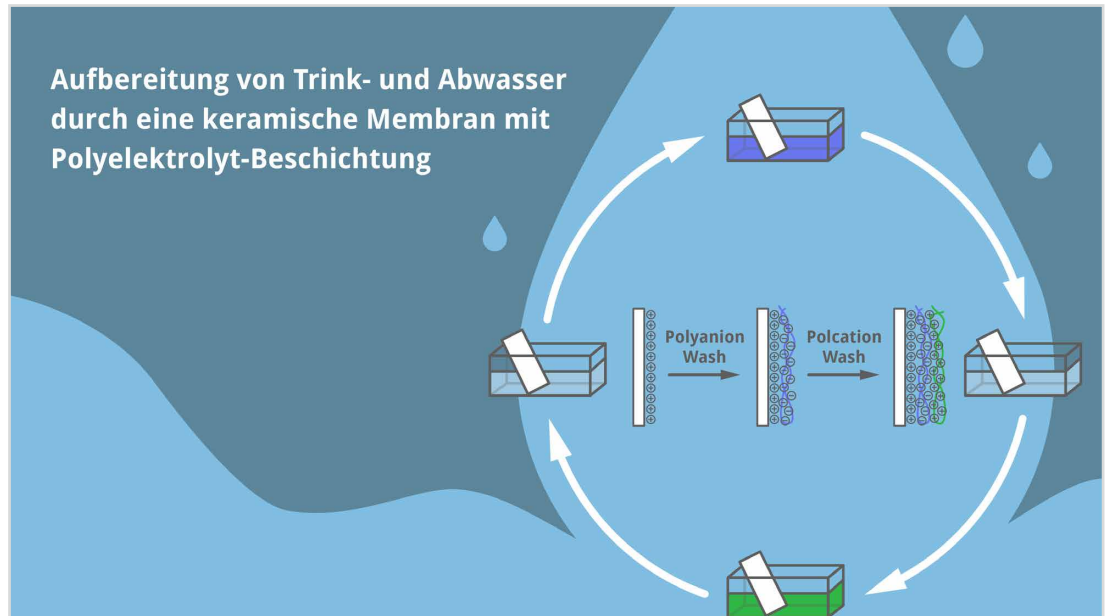 Aufbereitung von Trink- und Abwasser
durch eine keramische Membran mit
Polyelektrolyt-Beschichtung
Polyanion
Wash
Polcation
Wash